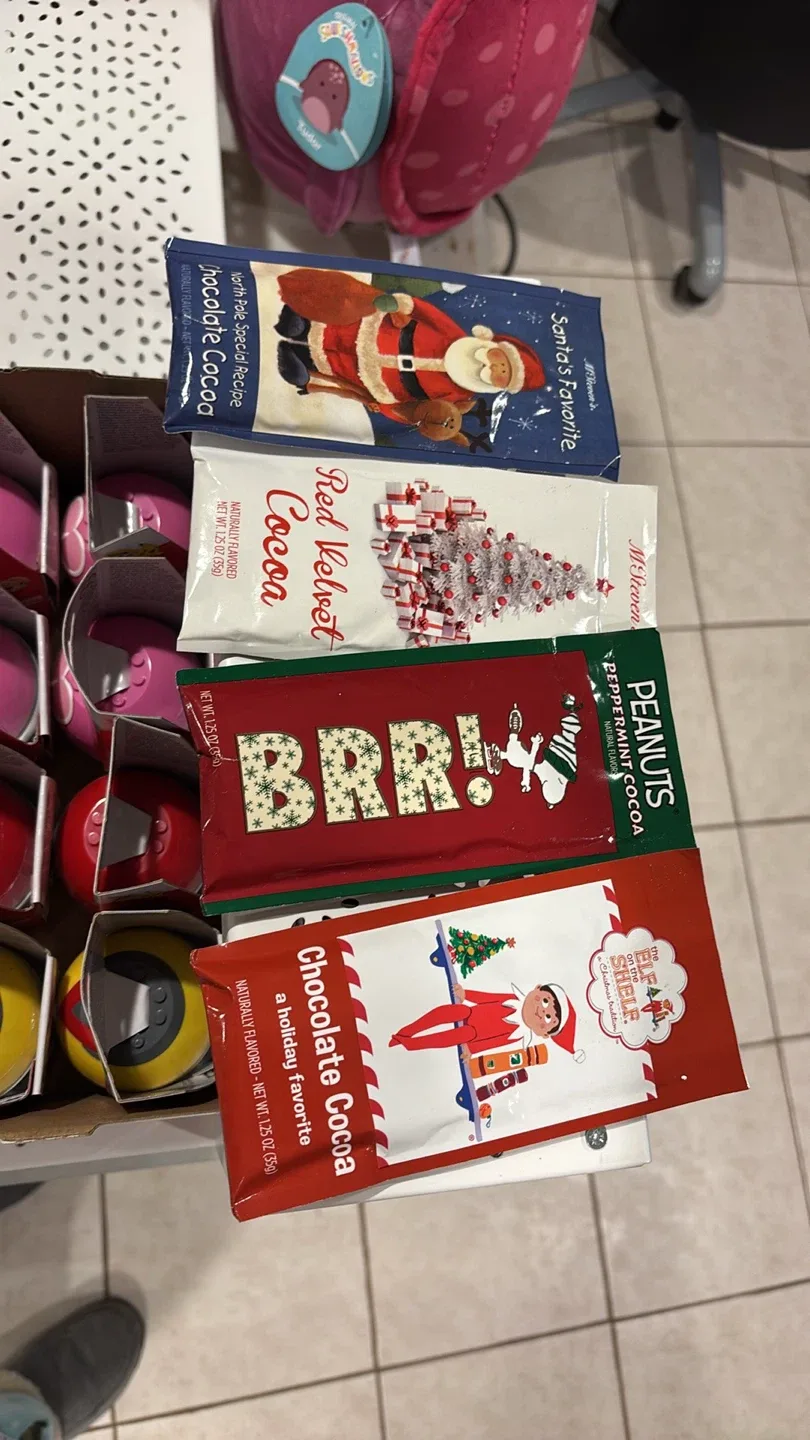 McSteven's
Santa's Favorite
North Pole Special Recipe
Chocolate Cocoa
McSteven's
Red Velvet
Cocoa
NATURALLY FLAVORED
NET WT. 1.25 OZ (35g)
PEANUTS
PEPPERMINT COCOA
BRR!
NET WT. 1.25 OZ (35g)
the
ELF
on the
SHELF®
a Christmas tradition
®
Chocolate Cocoa
a holiday favorite
NATURALLY FLAVORED - NET WT. 1.25 OZ (35g)